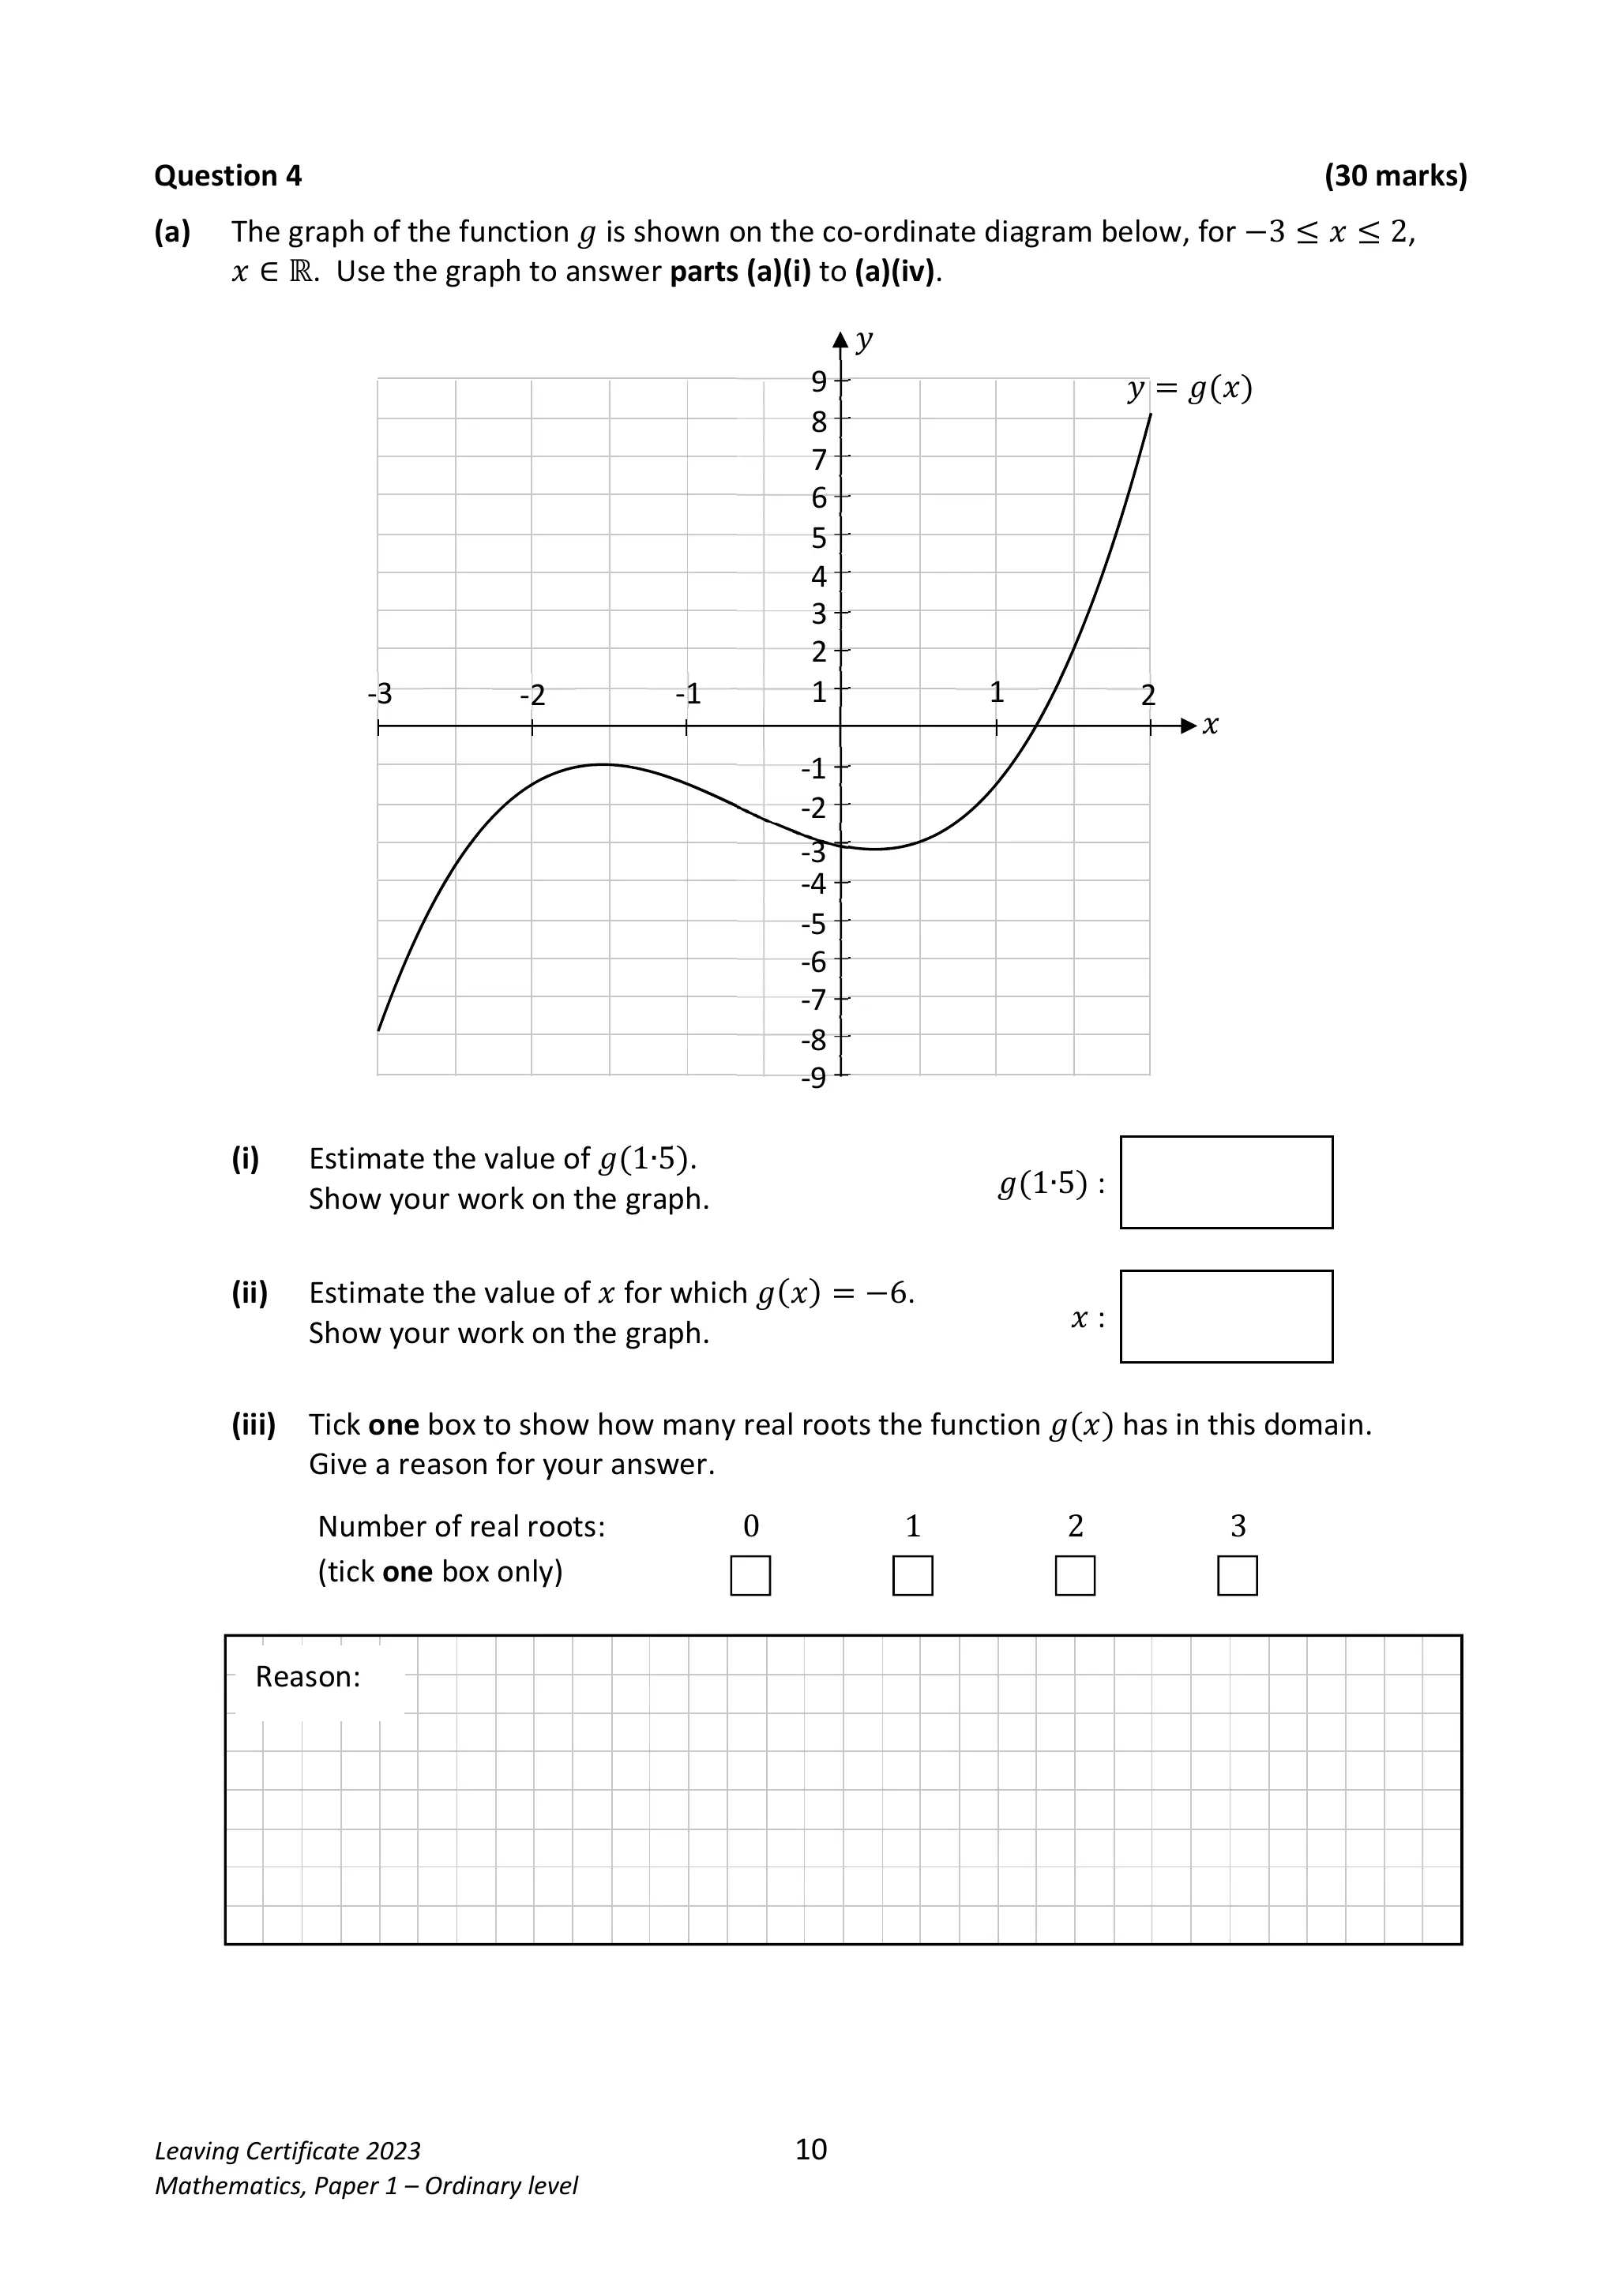 Question 4 (30 marks)
(a) The graph of the function g is shown on the co-ordinate diagram below, for −3 ≤ x ≤ 2,
x ∈ ℝ. Use the graph to answer parts (a)(i) to (a)(iv).
y
9
y = g(x)
8
7
6
5
4
3
2
-3 -2 -1 1 1 2
x
-1
-2
-3
-4
-5
-6
-7
-8
-9
(i) Estimate the value of g(1·5).
Show your work on the graph.
g(1·5) :
(ii) Estimate the value of x for which g(x) = −6.
Show your work on the graph.
x :
(iii) Tick one box to show how many real roots the function g(x) has in this domain.
Give a reason for your answer.
Number of real roots: 0 1 2 3
(tick one box only)
Reason:
Leaving Certificate 2023 10
Mathematics, Paper 1 – Ordinary level